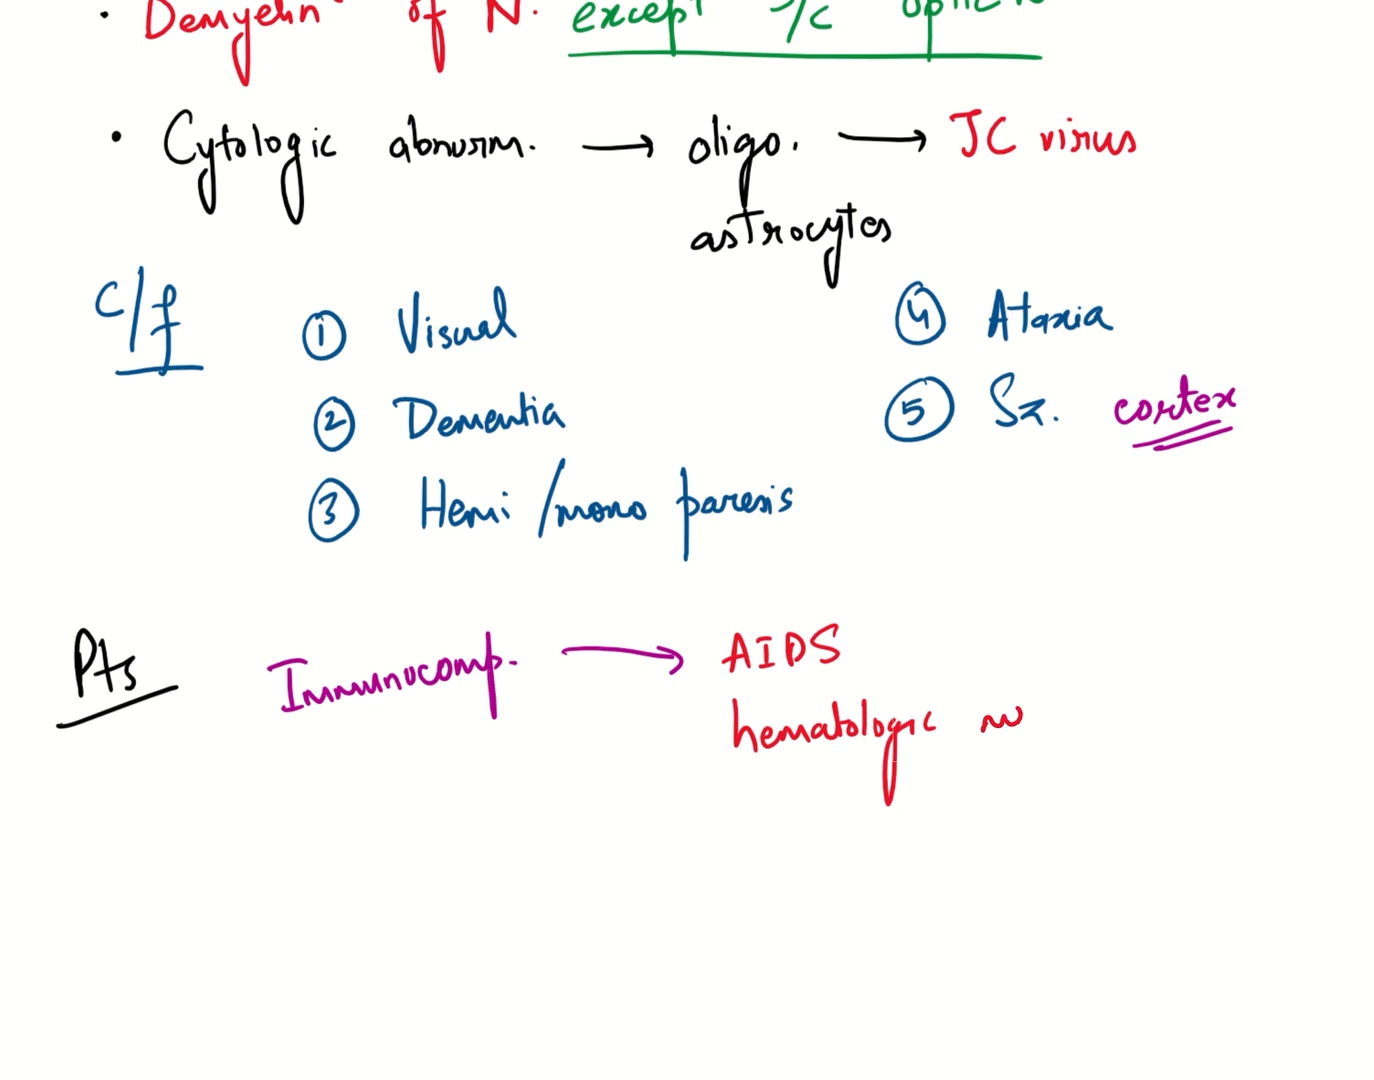 • Demyelinⁿ of N. except s/c optic N
• Cytologic abnorm. → oligo. → JC virus
astrocytes
C/f ① Visual ④ Ataxia
② Dementia ⑤ Sz. cortex
③ Hemi/mono paresis
Pts Immunocomp. → AIDS
hematologic